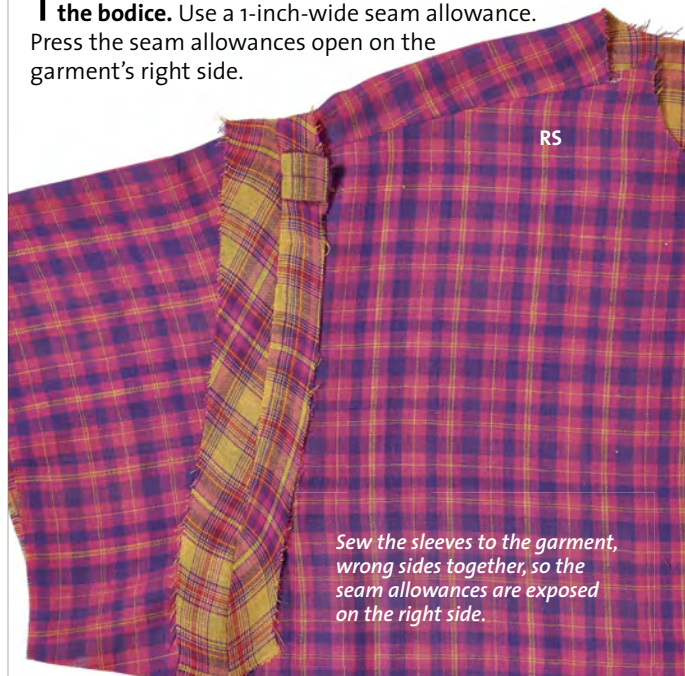 the bodice. Use a 1-inch-wide seam allowance.
Press the seam allowances open on the
garment's right side.
RS
Sew the sleeves to the garment,
wrong sides together, so the
seam allowances are exposed
on the right side.